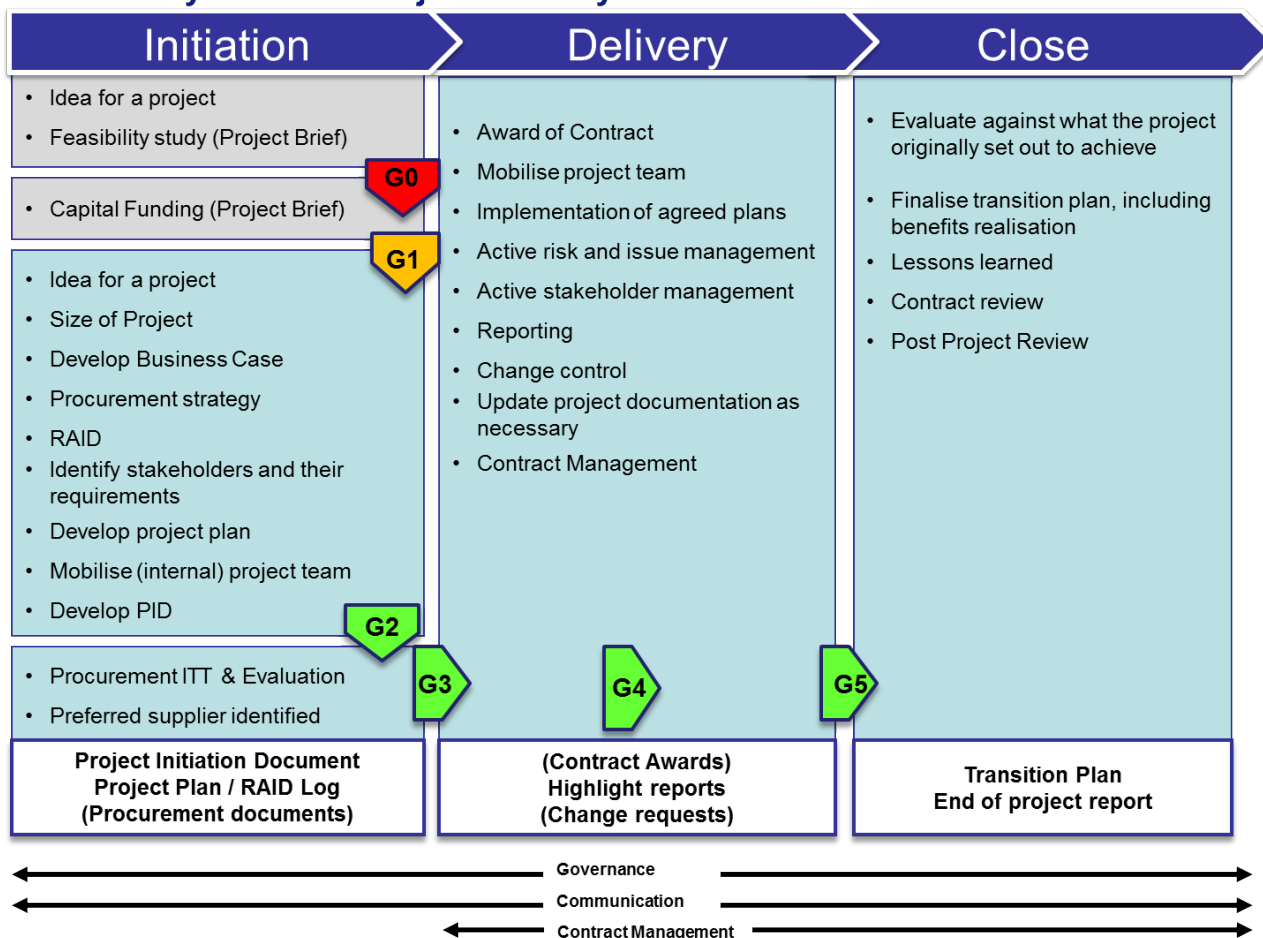 Initiation
Delivery
Close
• Idea for a project
• Feasibility study (Project Brief)
G0
• Capital Funding (Project Brief)
G1
• Idea for a project
• Size of Project
• Develop Business Case
• Procurement strategy
• RAID
• Identify stakeholders and their
requirements
• Develop project plan
• Mobilise (internal) project team
• Develop PID
G2
• Procurement ITT & Evaluation
• Preferred supplier identified
G3
Project Initiation Document
Project Plan / RAID Log
(Procurement documents)
• Award of Contract
• Mobilise project team
• Implementation of agreed plans
• Active risk and issue management
• Active stakeholder management
• Reporting
• Change control
• Update project documentation as
necessary
• Contract Management
G4
G5
(Contract Awards)
Highlight reports
(Change requests)
• Evaluate against what the project
originally set out to achieve
• Finalise transition plan, including
benefits realisation
• Lessons learned
• Contract review
• Post Project Review
Transition Plan
End of project report
Governance
Communication
Contract Management